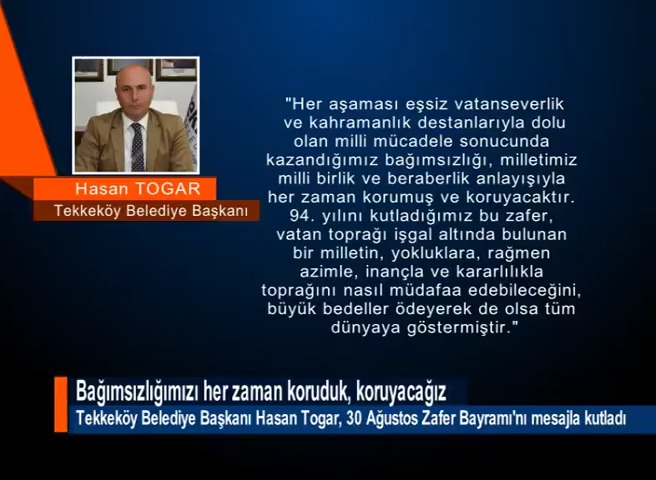 Hasan TOGAR
Tekkeköy Belediye Başkanı
"Her aşaması eşsiz vatanseverlik
ve kahramanlık destanlarıyla dolu
olan milli mücadele sonucunda
kazandığımız bağımsızlığı, milletimiz
milli birlik ve beraberlik anlayışıyla
her zaman korumuş ve koruyacaktır.
94. yılını kutladığımız bu zafer,
vatan toprağı işgal altında bulunan
bir milletin, yokluklara, rağmen
azimle, inançla ve kararlılıkla
toprağını nasıl müdafaa edebileceğini,
büyük bedeller ödeyerek de olsa tüm
dünyaya göstermiştir."
Bağımsızlığımızı her zaman koruduk, koruyacağız
Tekkeköy Belediye Başkanı Hasan Togar, 30 Ağustos Zafer Bayramı'nı mesajla kutladı